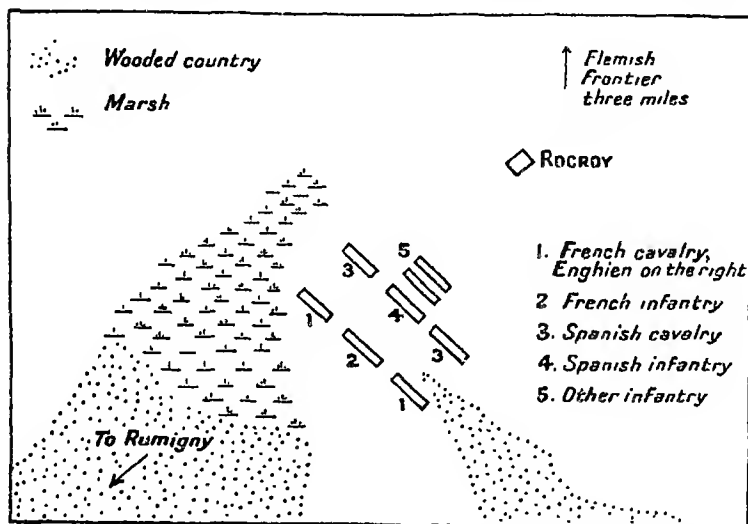 Wooded country
Marsh
Flemish
Frontier
three miles
ROCROY
1. French cavalry,
Enghien on the right
2 French infantry
3. Spanish cavalry
4. Spanish infantry
5. Other infantry
3
5
1
4
2
3
1
To Rumigny